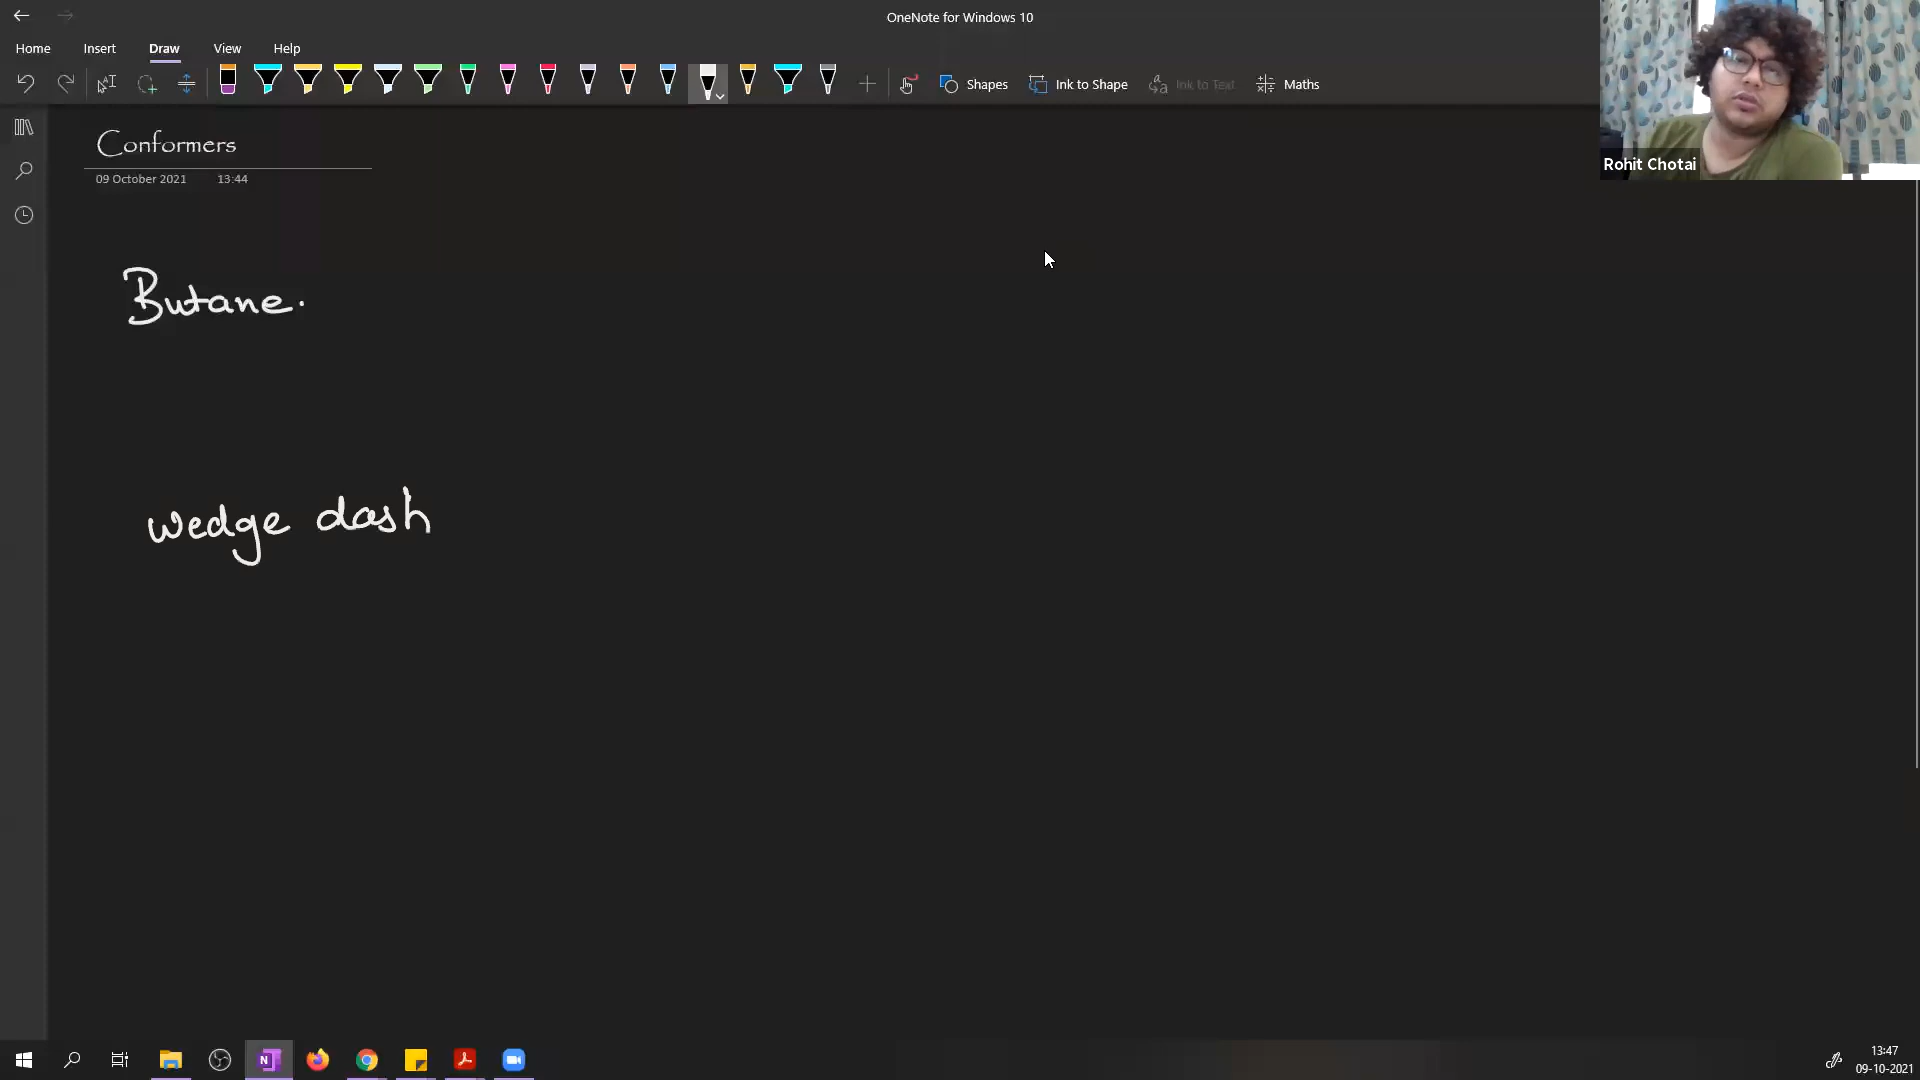 OneNote for Windows 10
Home Insert Draw View Help
Shapes Ink to Shape Ink to Text Maths
Rohit Chotai
Conformers
09 October 2021 13:44
Butane.
wedge dash
13:47
09-10-2021